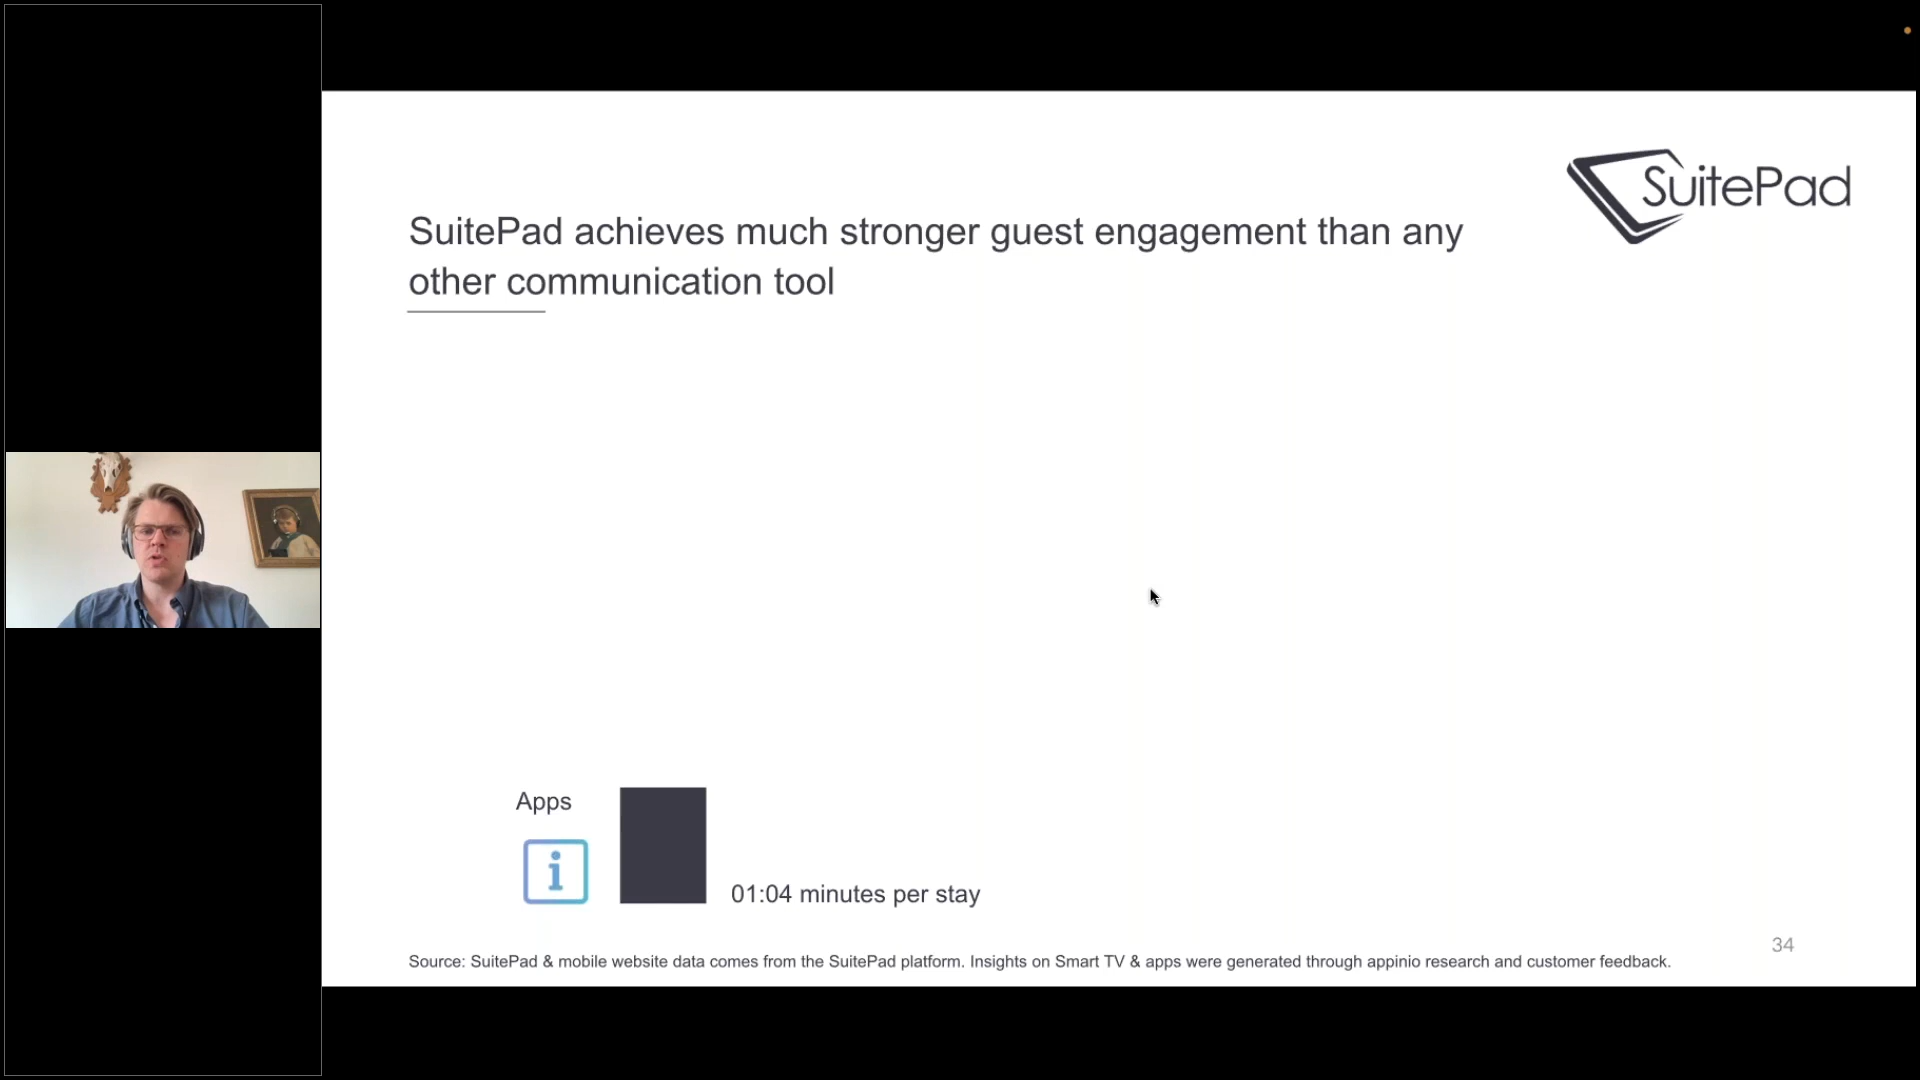 SuitePad
SuitePad achieves much stronger guest engagement than any
other communication tool
Apps
i
01:04 minutes per stay
34
Source: SuitePad & mobile website data comes from the SuitePad platform. Insights on Smart TV & apps were generated through appinio research and customer feedback.